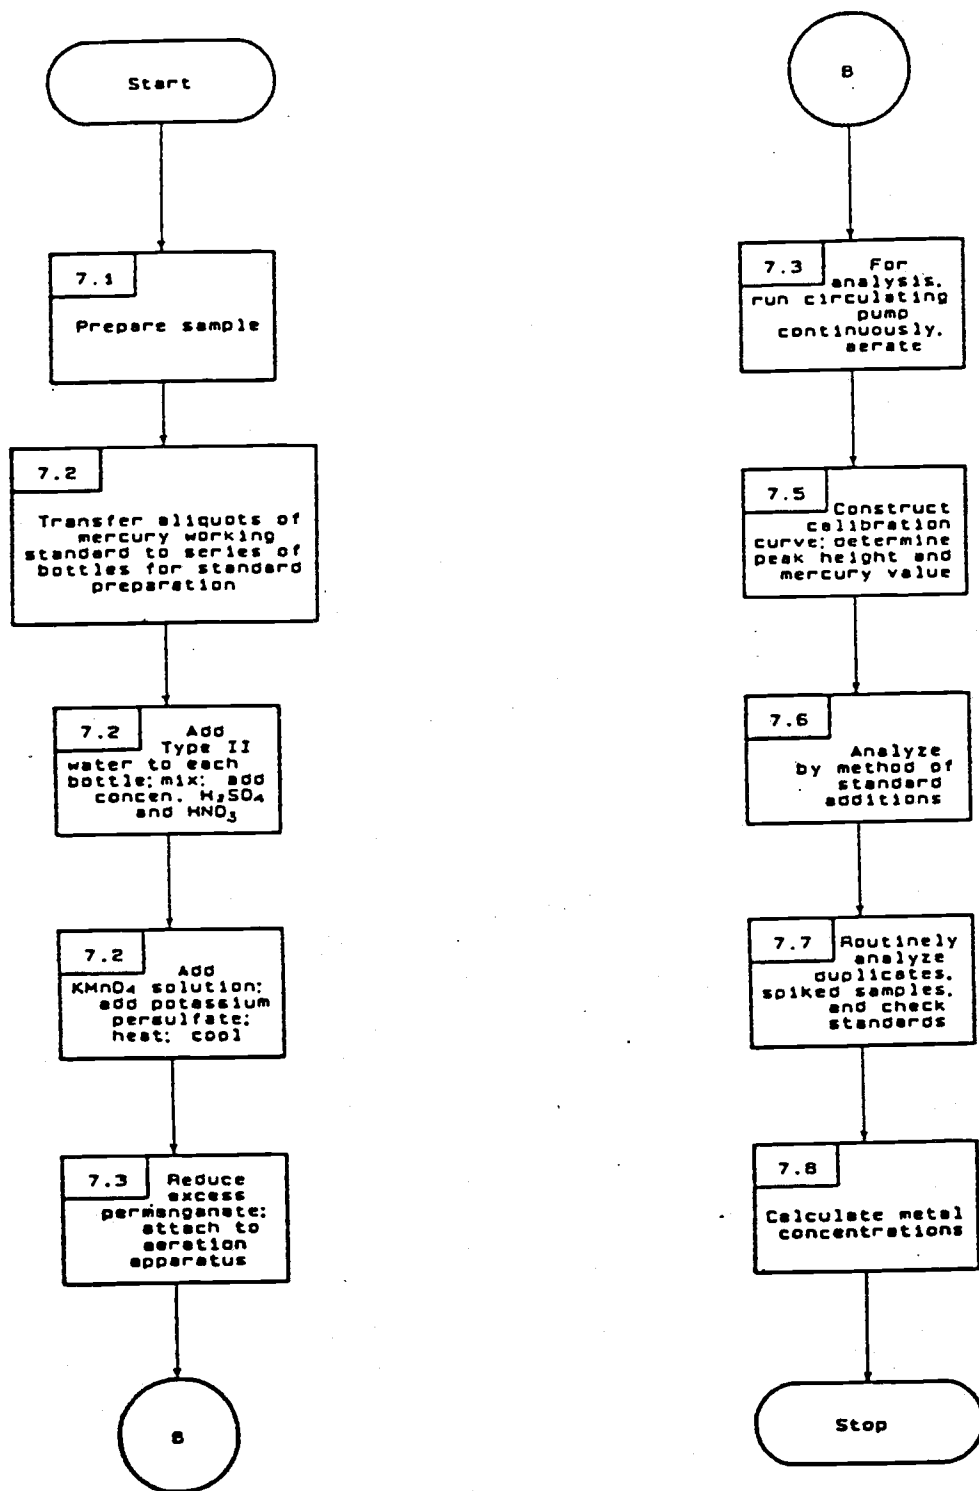 Start
7.1
Prepare sample
7.2
Transfer aliquots of
mercury working
standard to series of
bottles for standard
preparation
7.2 Add
Type II
water to each
bottle; mix; add
concen. H₂SO₄
and HNO₃
7.2
Add
KMnO₄ solution;
add potassium
persulfate;
heat; cool
7.3 Reduce
excess
permanganate;
attach to
aeration
apparatus
B
B
7.3 For
analysis,
run circulating
pump
continuously,
aerate
7.5
Construct
calibration
curve; determine
peak height and
mercury value
7.6
Analyze
by method of
standard
additions
7.7 Routinely
analyze
duplicates,
spiked samples,
and check
standards
7.8
Calculate metal
concentrations
Stop